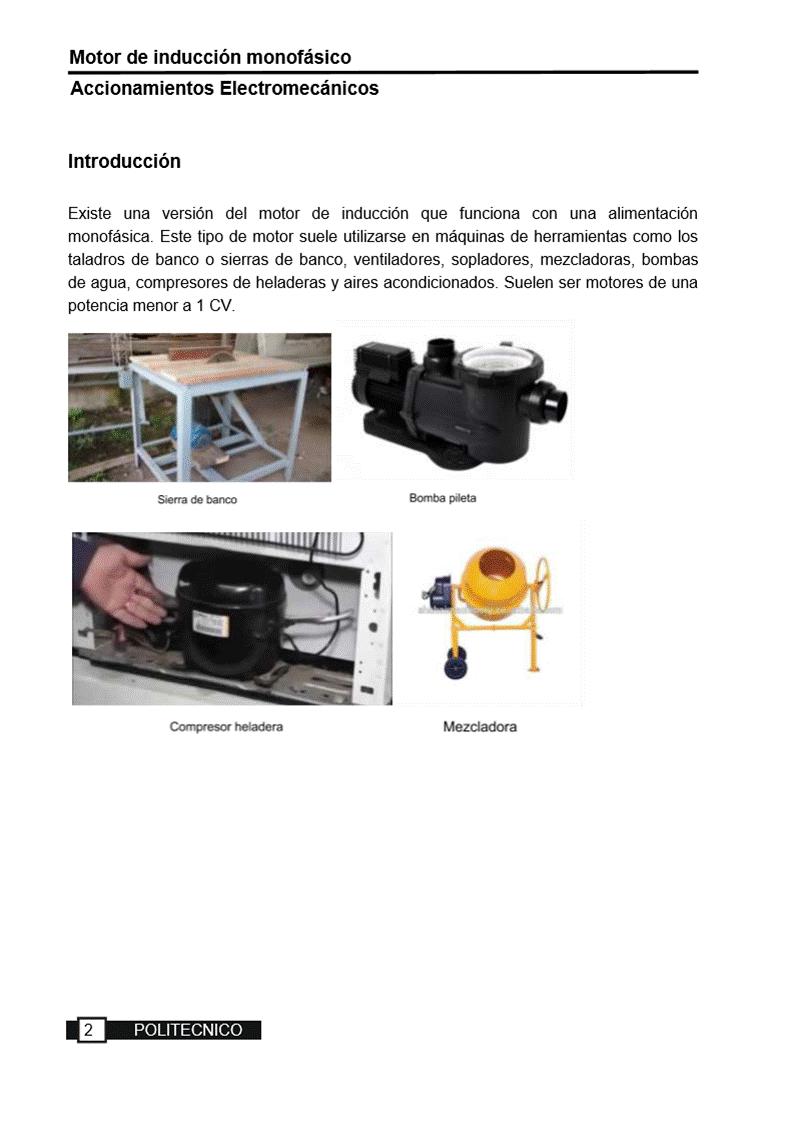 Motor de inducción monofásico
Accionamientos Electromecánicos
Introducción
Existe una versión del motor de inducción que funciona con una alimentación
monofásica. Este tipo de motor suele utilizarse en máquinas de herramientas como los
taladros de banco o sierras de banco, ventiladores, sopladores, mezcladoras, bombas
de agua, compresores de heladeras y aires acondicionados. Suelen ser motores de una
potencia menor a 1 CV.
Sierra de banco
Bomba pileta
Compresor heladera
Mezcladora
2
POLITECNICO